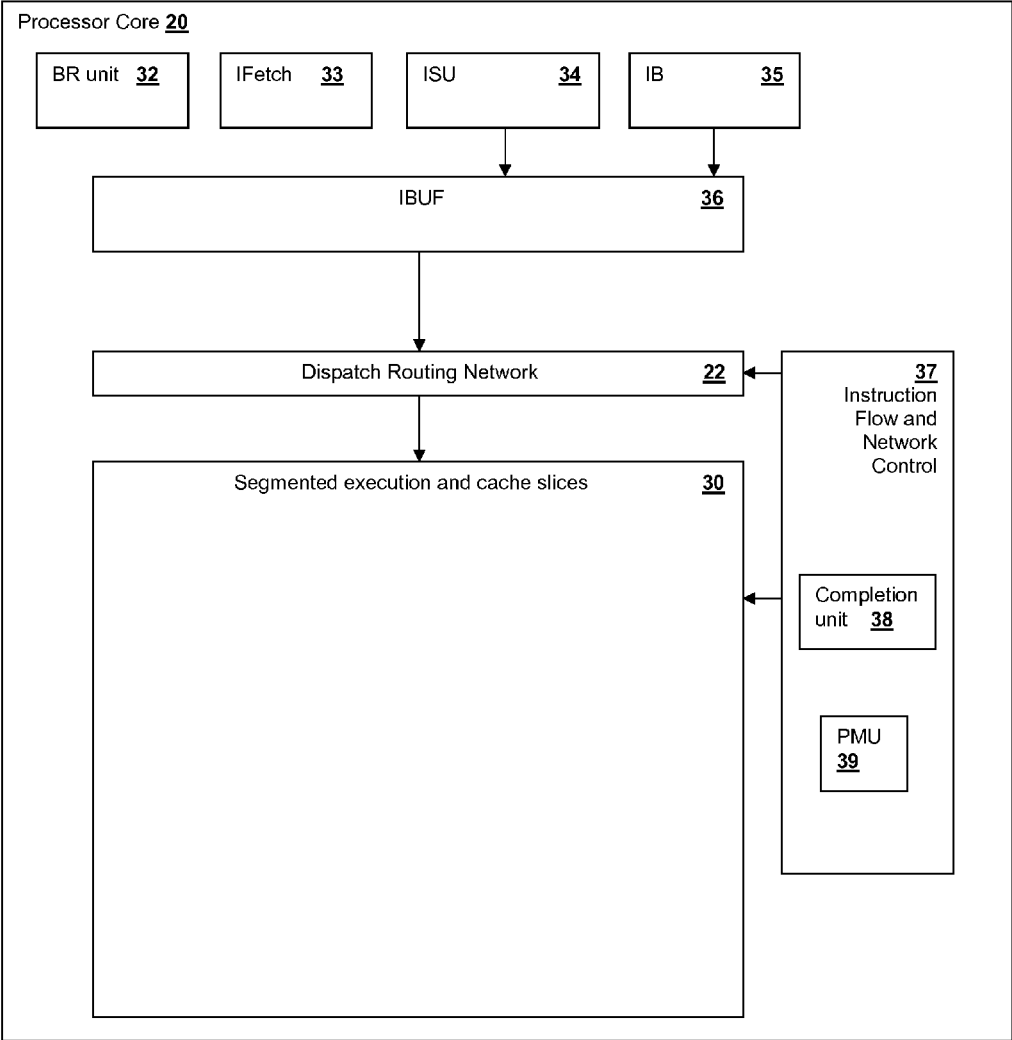 Processor Core 20
BR unit 32
IFetch 33
ISU 34
IB 35
IBUF 36
Dispatch Routing Network 22
37
Instruction
Flow and
Network
Control
Segmented execution and cache slices 30
Completion
unit 38
PMU
39